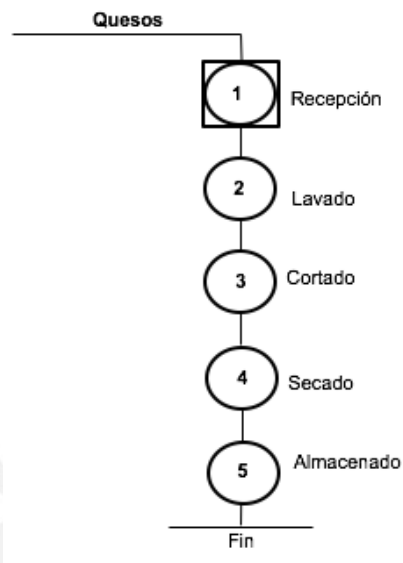 Quesos
1
Recepción
2
Lavado
3
Cortado
4
Secado
5
Almacenado
Fin